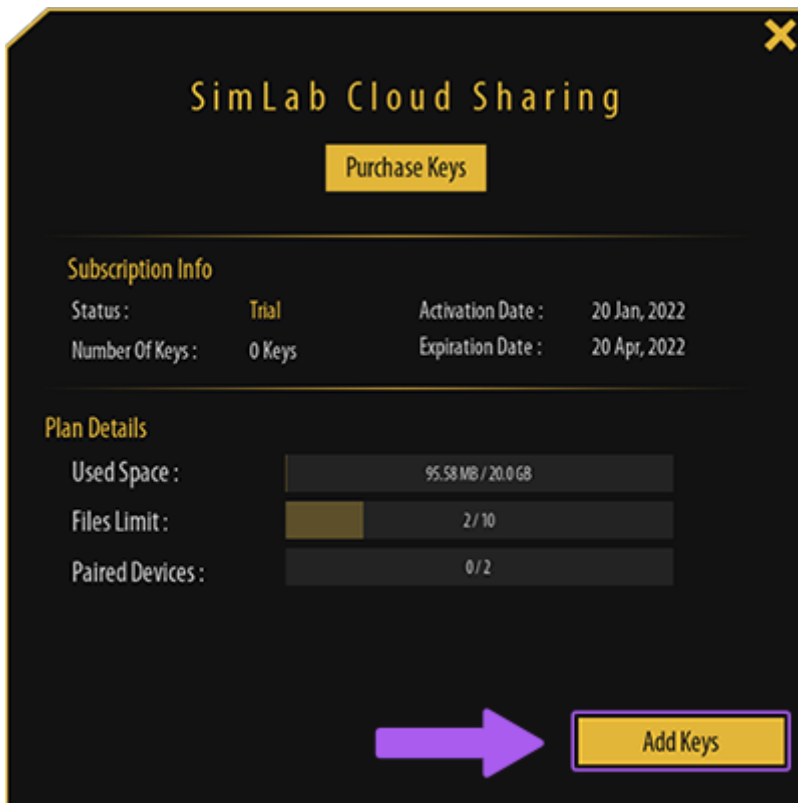 SimLab Cloud Sharing
Purchase Keys
Subscription Info
Status : Trial Activation Date : 20 Jan, 2022
Number Of Keys : 0 Keys Expiration Date : 20 Apr, 2022
Plan Details
Used Space : 95.58 MB / 20.0 GB
Files Limit : 2 / 10
Paired Devices : 0 / 2
Add Keys